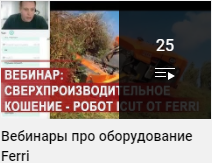 25
ВЕБИНАР:
СВЕРХПРОИЗВОДИТЕЛЬНОЕ
КОШЕНИЕ - РОБОТ ICUT ОТ FERRI
Вебинары про оборудование
Ferri